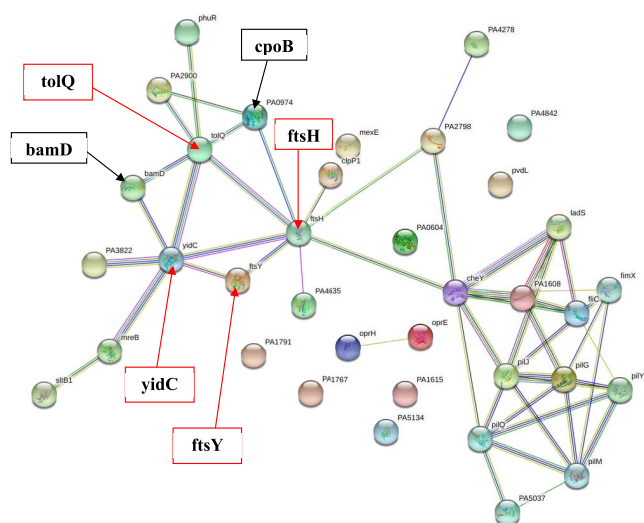 phuR
cpoB
PA4278
tolQ
PA2900
PA0974
PA4842
ftsH
mexE
PA2798
tolQ
clpP1
bamD
bamD
pvdL
ftsH
PA0604
ladS
PA3822
yidC
ftsY
cheY
PA1608
fimX
fliC
PA4635
mreB
oprH
oprE
PA1791
pilJ
pilG
pilY1
sltB1
yidC
PA1767
PA1615
PA5134
pilQ
ftsY
pilM
PA5037